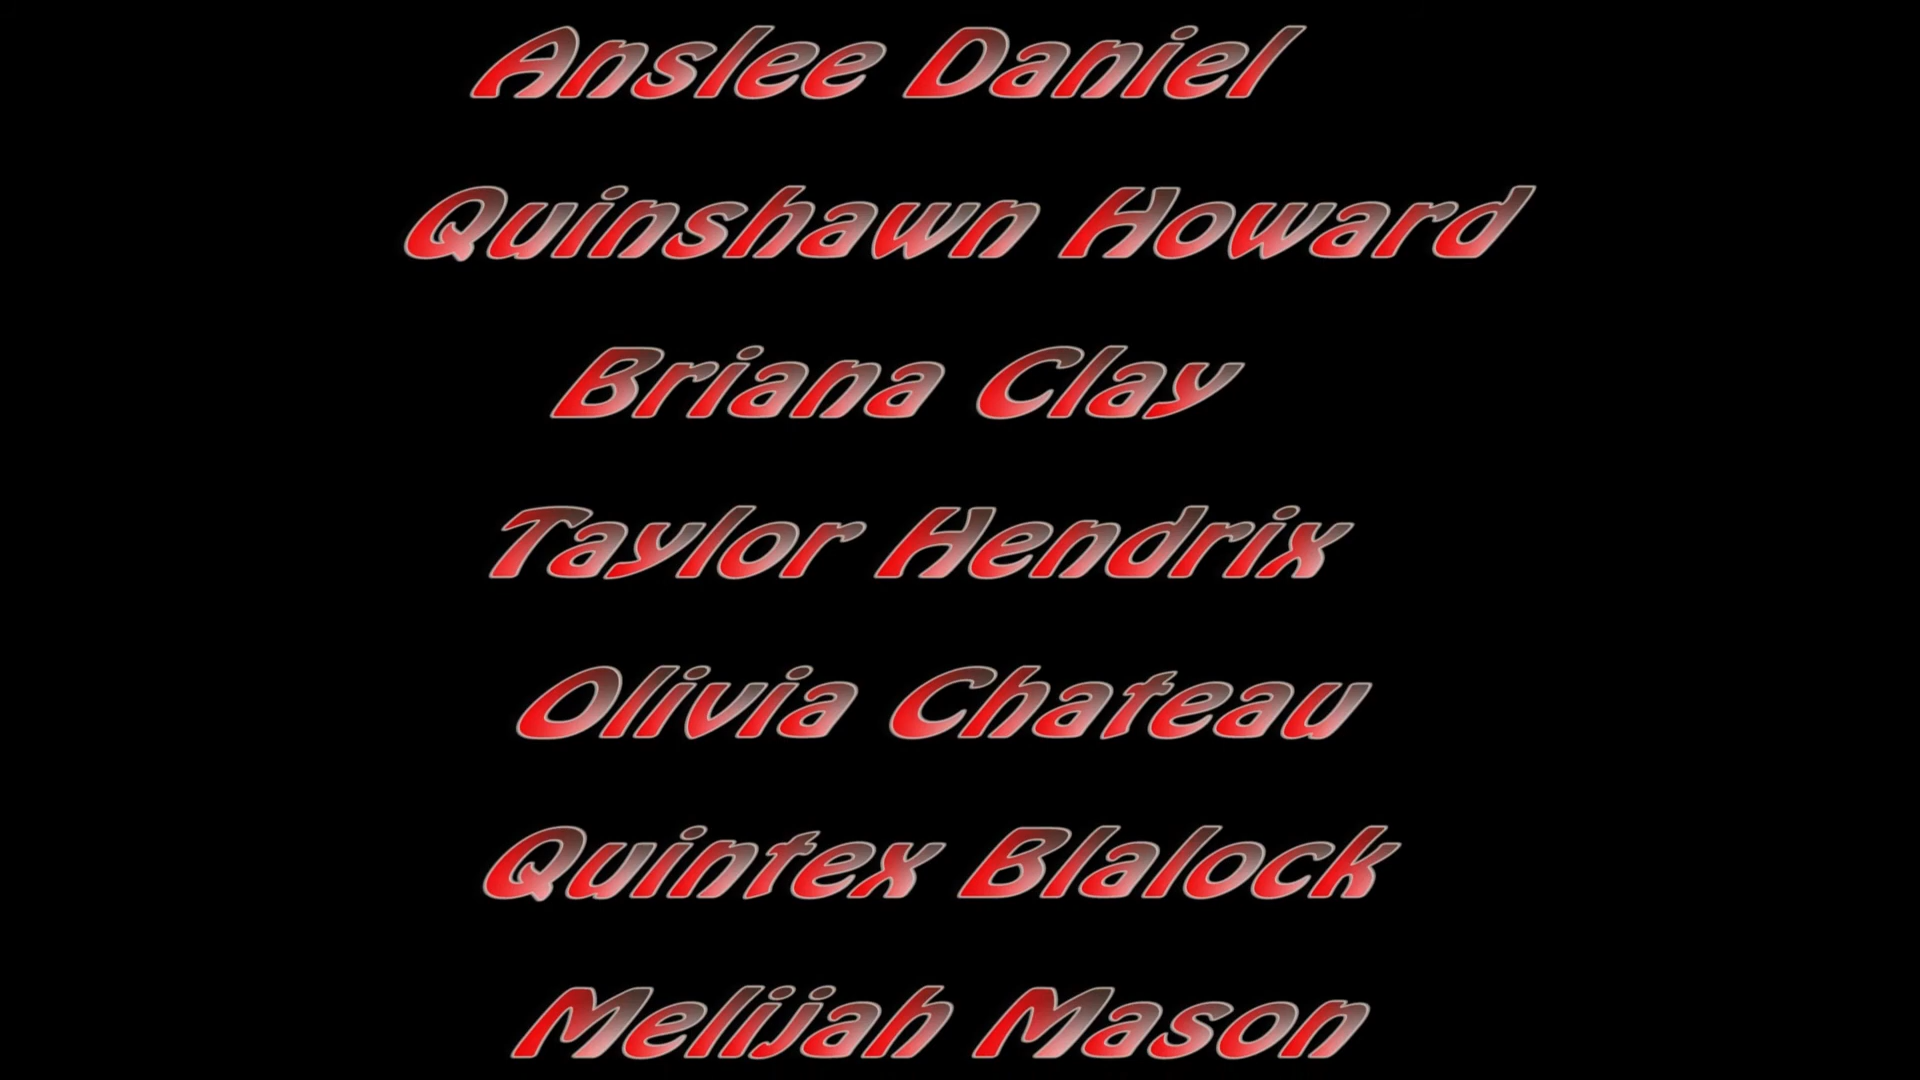 Anslee Daniel
Quinshawn Howard
Briana Clay
Taylor Hendrix
Olivia Chateau
Quintex Blalock
Melijah Mason